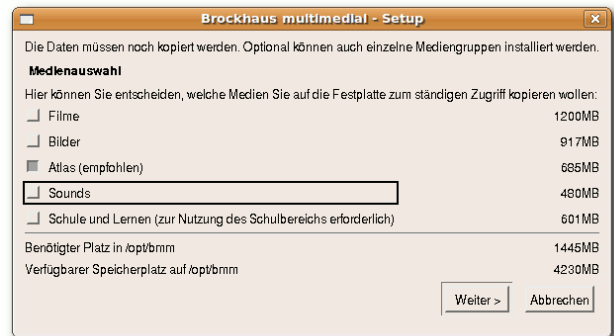 Brockhaus multimedial - Setup
Die Daten müssen noch kopiert werden. Optional können auch einzelne Mediengruppen installiert werden.
Medienauswahl
Hier können Sie entscheiden, welche Medien Sie auf die Festplatte zum ständigen Zugriff kopieren wollen:
Filme 1200MB
Bilder 917MB
Atlas (empfohlen) 685MB
Sounds 480MB
Schule und Lernen (zur Nutzung des Schulbereichs erforderlich) 601MB
Benötigter Platz in /opt/bmm 1445MB
Verfügbarer Speicherplatz auf /opt/bmm 4230MB
Weiter > Abbrechen